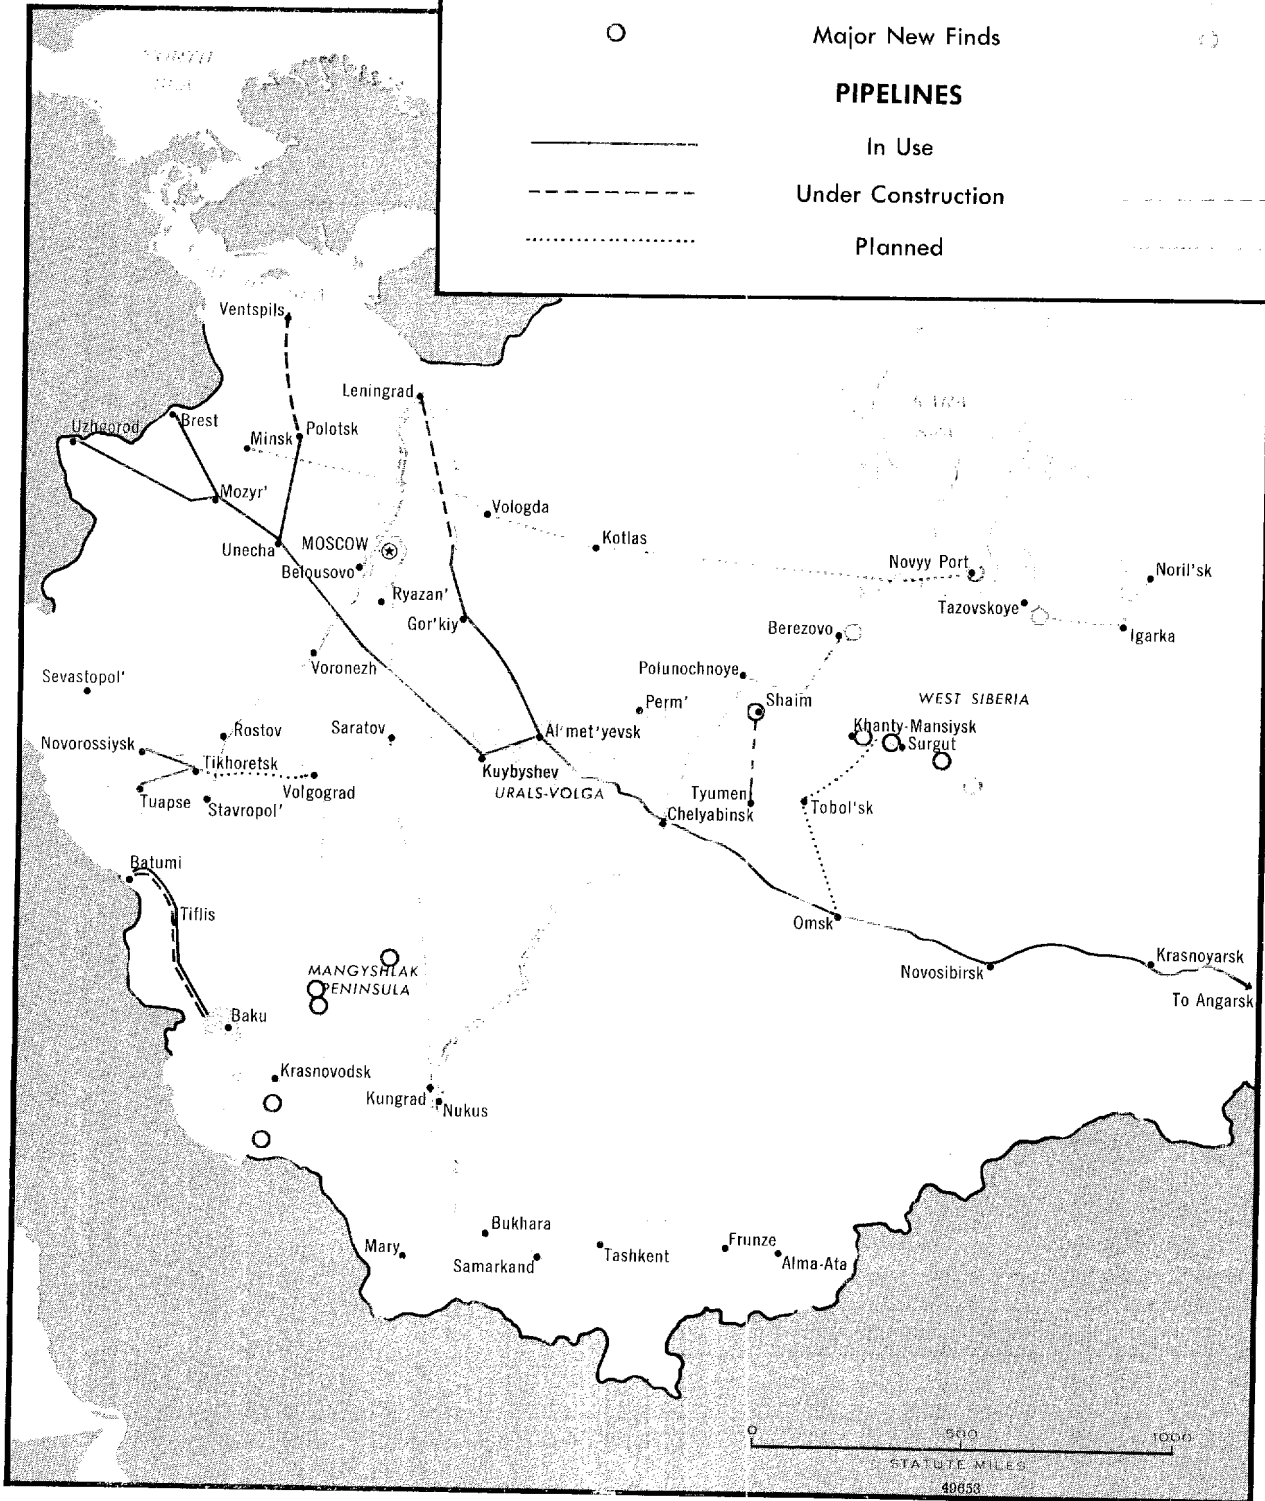 Major New Finds
PIPELINES
In Use
Under Construction
Planned
Ventspils
Leningrad
Uzhgorod
Brest
Minsk
Polotsk
Mozyr'
Vologda
Unecha
MOSCOW
Kotlas
Belousovo
Novyy Port
Noril'sk
Ryazan'
Tazovskoye
Gor'kiy
Berezovo
Igarka
Voronezh
Polunochnoye
Sevastopol'
Perm'
Shaim
WEST SIBERIA
Rostov
Saratov
Al'met'yevsk
Khanty-Mansiysk
Surgut
Novorossiysk
Tikhoretsk
Kuybyshev
Tuapse
Volgograd
URALS-VOLGA
Tyumen
Stavropol'
Chelyabinsk
Tobol'sk
Batumi
Tiflis
Omsk
Krasnoyarsk
Novosibirsk
MANGYSHLAK
PENINSULA
To Angarsk
Baku
Krasnovodsk
Kungrad
Nukus
Bukhara
Mary
Samarkand
Tashkent
Frunze
Alma-Ata
0 500 1000
STATUTE MILES
49653